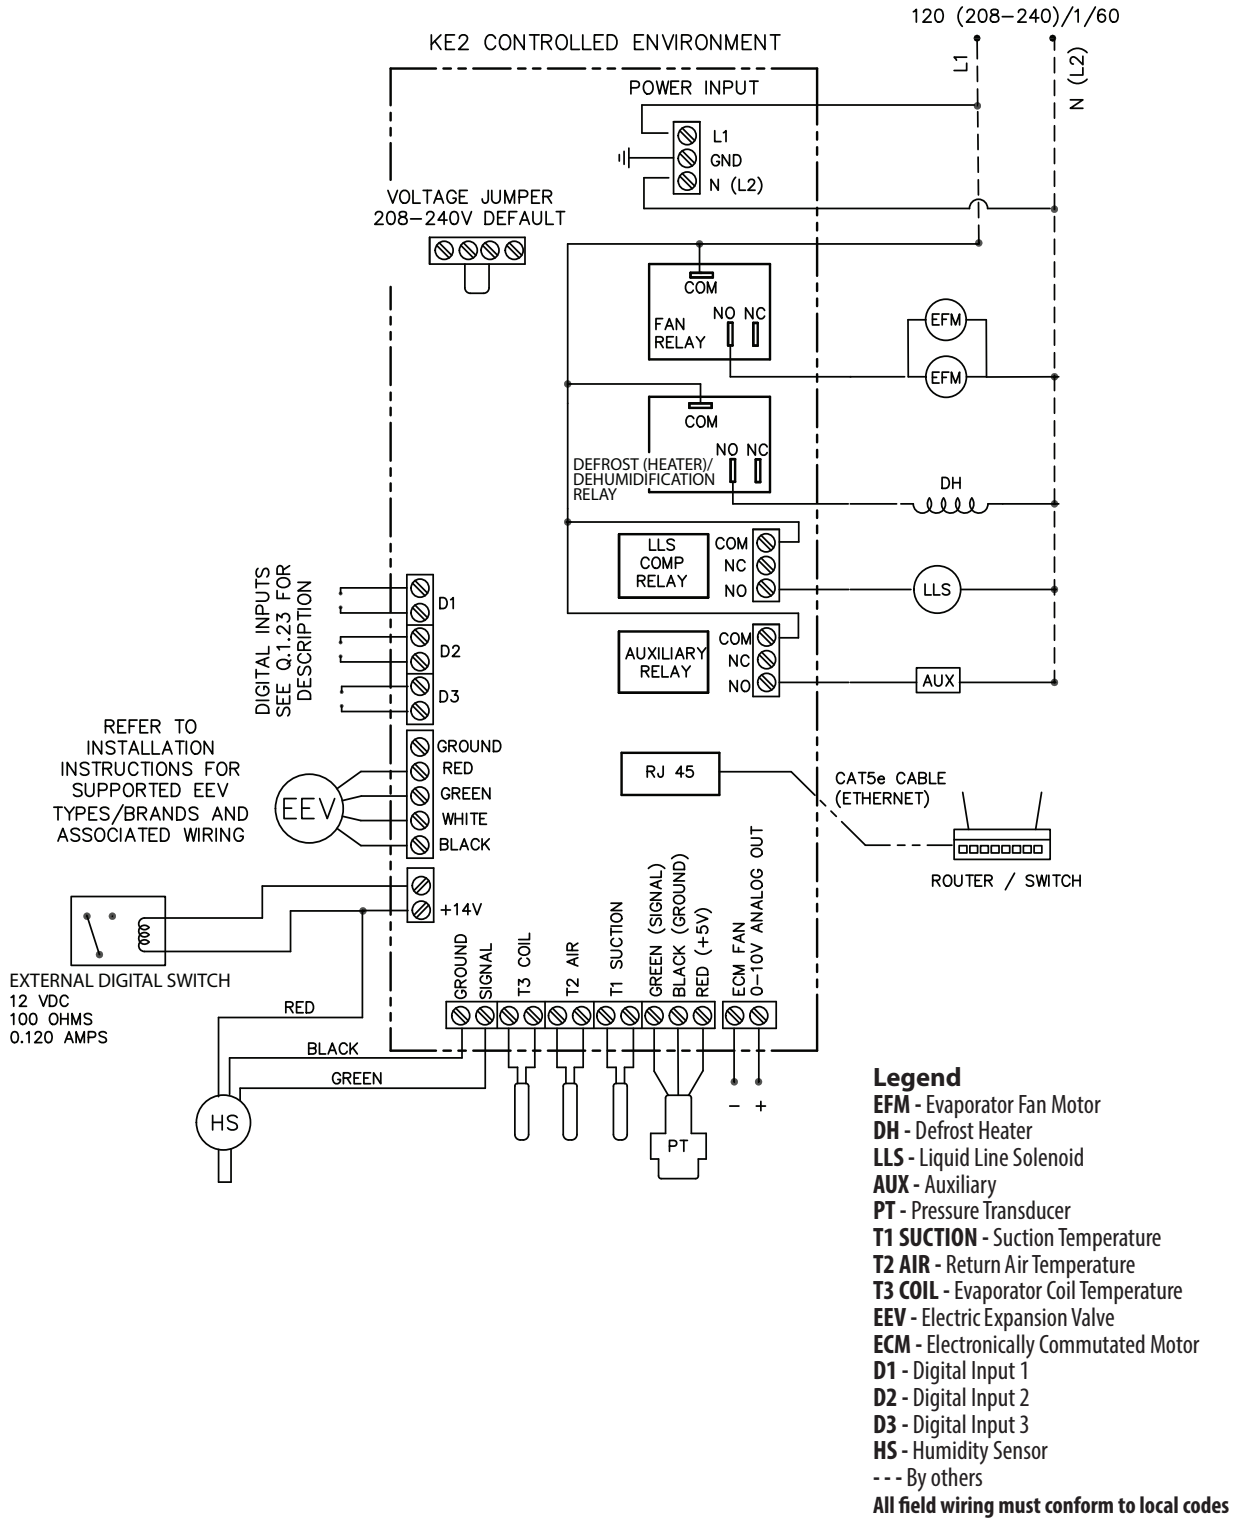 120 (208-240)/1/60
KE2 CONTROLLED ENVIRONMENT
L1
N (L2)
POWER INPUT
L1
GND
N (L2)
VOLTAGE JUMPER
208-240V DEFAULT
COM
NO NC
FAN
RELAY
EFM
EFM
COM
NO NC
DEFROST (HEATER)/
DEHUMIDIFICATION
RELAY
DH
LLS
COMP
RELAY
COM
NC
NO
LLS
AUXILIARY
RELAY
COM
NC
NO
AUX
DIGITAL INPUTS
SEE Q.1.23 FOR
DESCRIPTION
D1
D2
D3
REFER TO
INSTALLATION
INSTRUCTIONS FOR
SUPPORTED EEV
TYPES/BRANDS AND
ASSOCIATED WIRING
EEV
GROUND
RED
GREEN
WHITE
BLACK
RJ 45
CAT5e CABLE
(ETHERNET)
ROUTER / SWITCH
+14V
EXTERNAL DIGITAL SWITCH
12 VDC
100 OHMS
0.120 AMPS
GROUND
SIGNAL
T3 COIL
T2 AIR
T1 SUCTION
GREEN (SIGNAL)
BLACK (GROUND)
RED (+5V)
ECM FAN
0-10V ANALOG OUT
RED
BLACK
GREEN
HS
PT
- +
Legend
EFM - Evaporator Fan Motor
DH - Defrost Heater
LLS - Liquid Line Solenoid
AUX - Auxiliary
PT - Pressure Transducer
T1 SUCTION - Suction Temperature
T2 AIR - Return Air Temperature
T3 COIL - Evaporator Coil Temperature
EEV - Electric Expansion Valve
ECM - Electronically Commutated Motor
D1 - Digital Input 1
D2 - Digital Input 2
D3 - Digital Input 3
HS - Humidity Sensor
- - - By others
All field wiring must conform to local codes